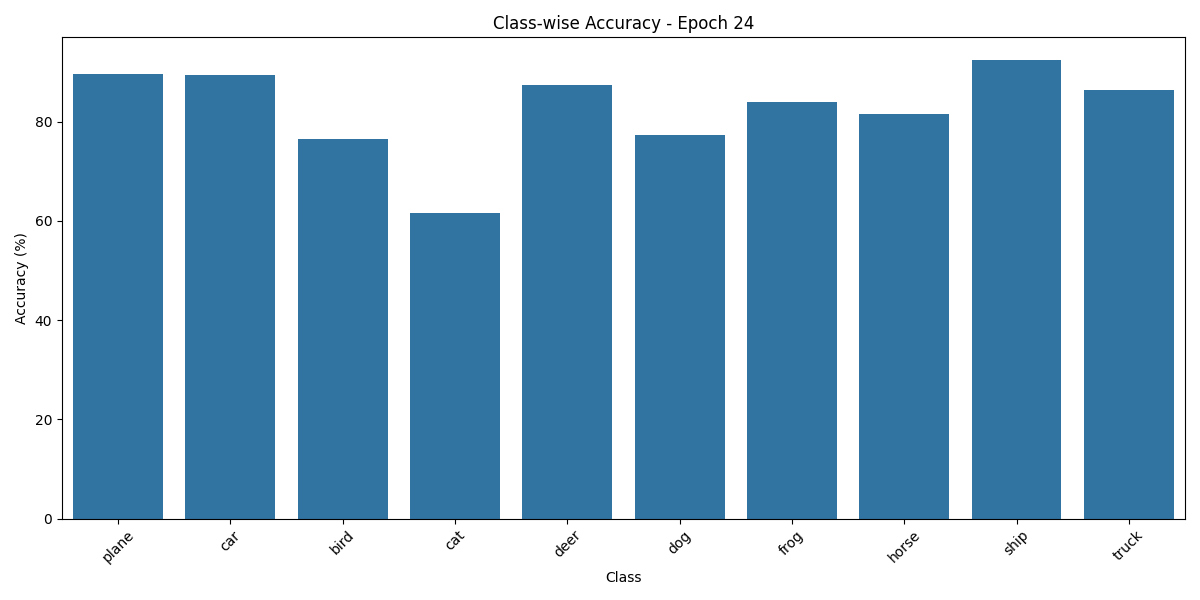 Class-wise Accuracy - Epoch 24
Accuracy (%)
80
60
40
20
0
plane
car
bird
cat
deer
dog
frog
horse
ship
truck
Class